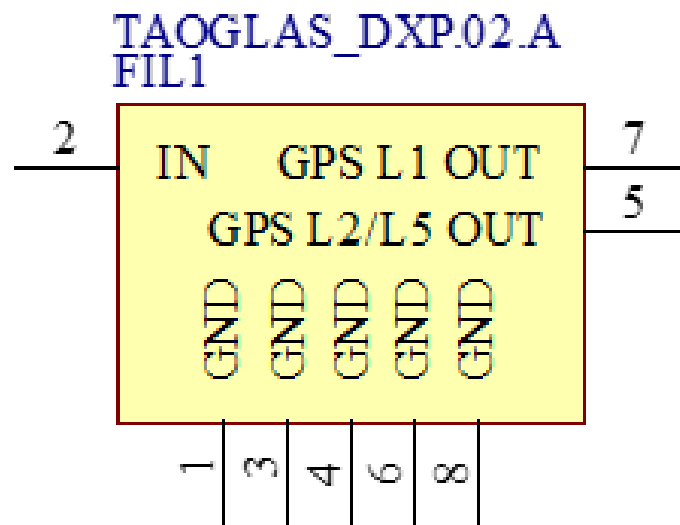 TAOGLAS_DXP.02.A
FIL1
2 IN GPS L1 OUT 7
GPS L2/L5 OUT 5
GND GND GND GND GND
1 3 4 6 8